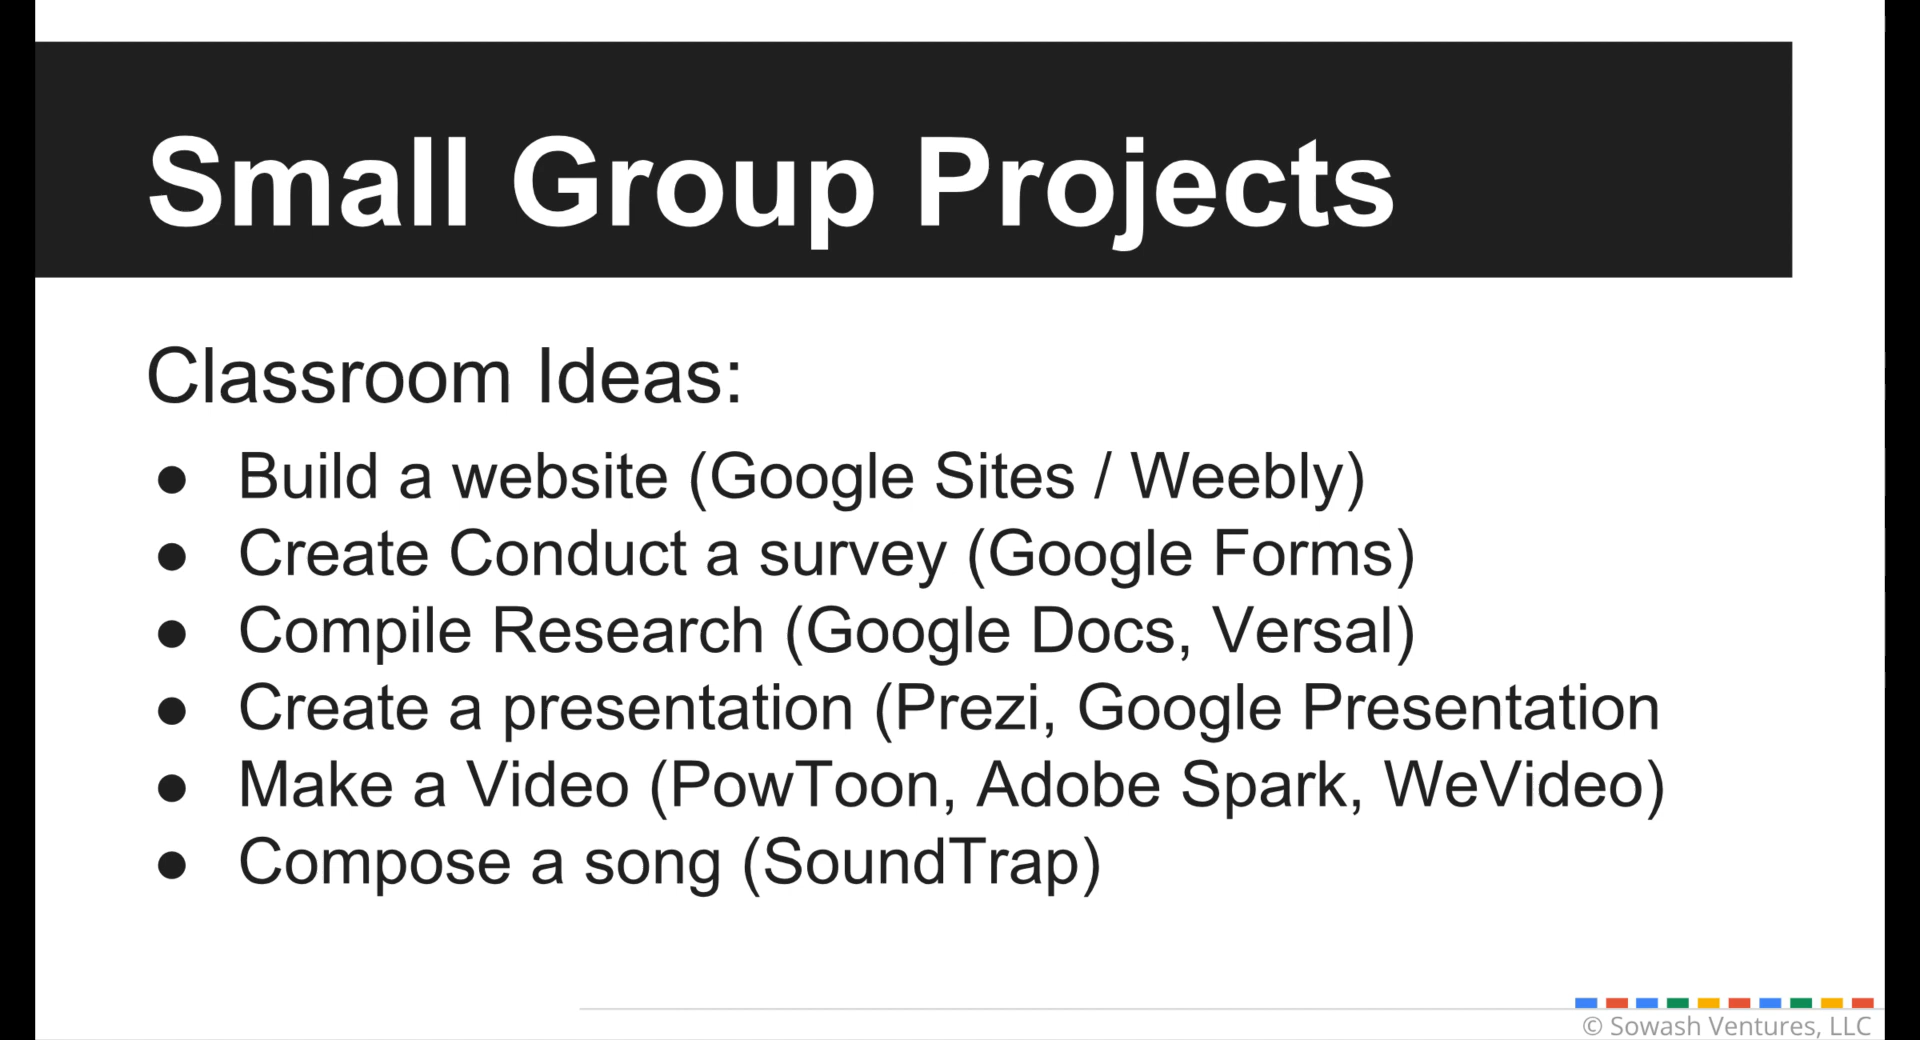 Small Group Projects
Classroom Ideas:
● Build a website (Google Sites / Weebly)
● Create Conduct a survey (Google Forms)
● Compile Research (Google Docs, Versal)
● Create a presentation (Prezi, Google Presentation
● Make a Video (PowToon, Adobe Spark, WeVideo)
● Compose a song (SoundTrap)
© Sowash Ventures, LLC